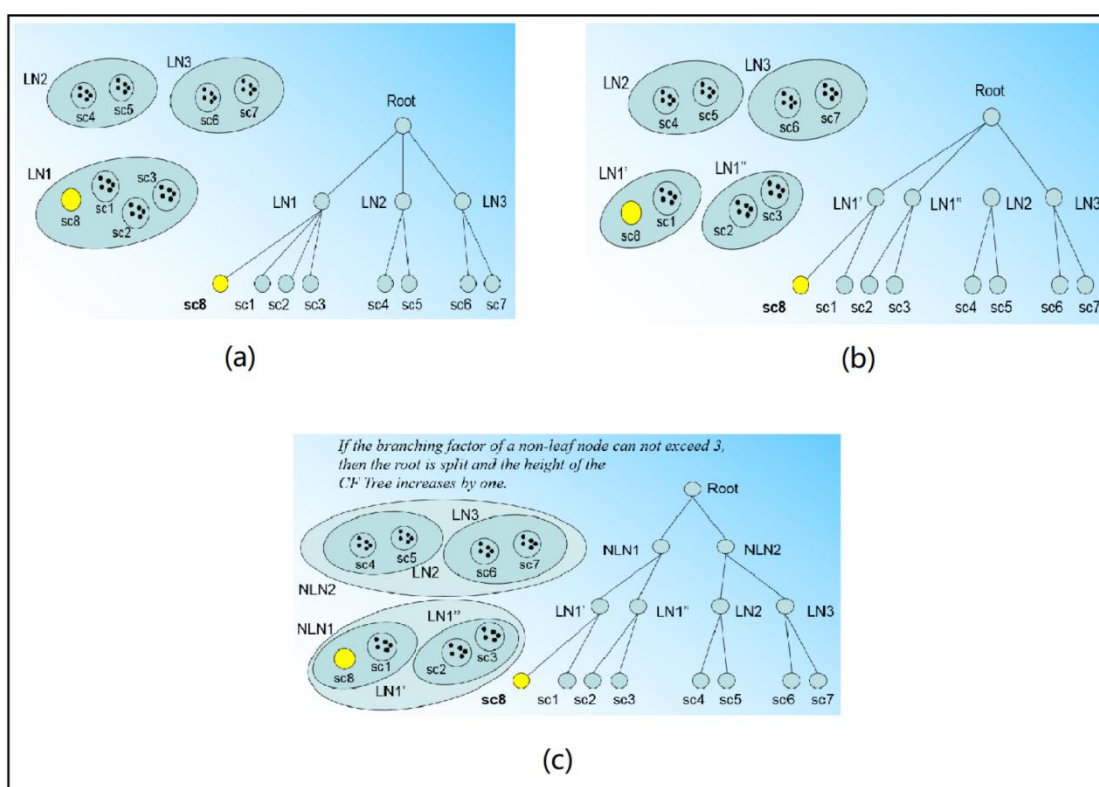 LN2
LN3
sc4
sc5
sc6
sc7
Root
LN1
sc3
sc1
sc8
sc2
LN1
LN2
LN3
sc8
sc1
sc2
sc3
sc4
sc5
sc6
sc7
(a)
LN2
LN3
sc4
sc5
sc6
sc7
Root
LN1'
LN1"
sc8
sc1
sc2
sc3
LN1'
LN1"
LN2
LN3
sc8
sc1
sc2
sc3
sc4
sc5
sc6
sc7
(b)
If the branching factor of a non-leaf node can not exceed 3,
then the root is split and the height of the
CF Tree increases by one.
Root
LN3
sc4
sc5
sc6
sc7
LN2
NLN2
NLN1
NLN2
NLN1
LN1"
sc8
sc1
sc2
sc3
LN1'
LN1'
LN1"
LN2
LN3
sc8
sc1
sc2
sc3
sc4
sc5
sc6
sc7
(c)